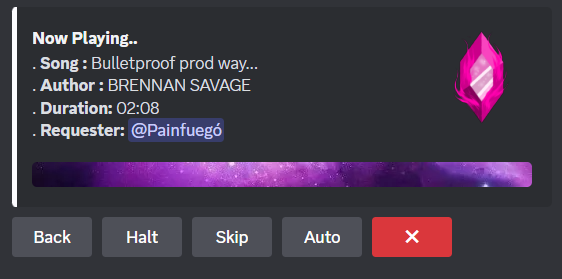 Now Playing..
. Song : Bulletproof prod way...
. Author : BRENNAN SAVAGE
. Duration: 02:08
. Requester: @Painfuegó
Back
Halt
Skip
Auto
✕